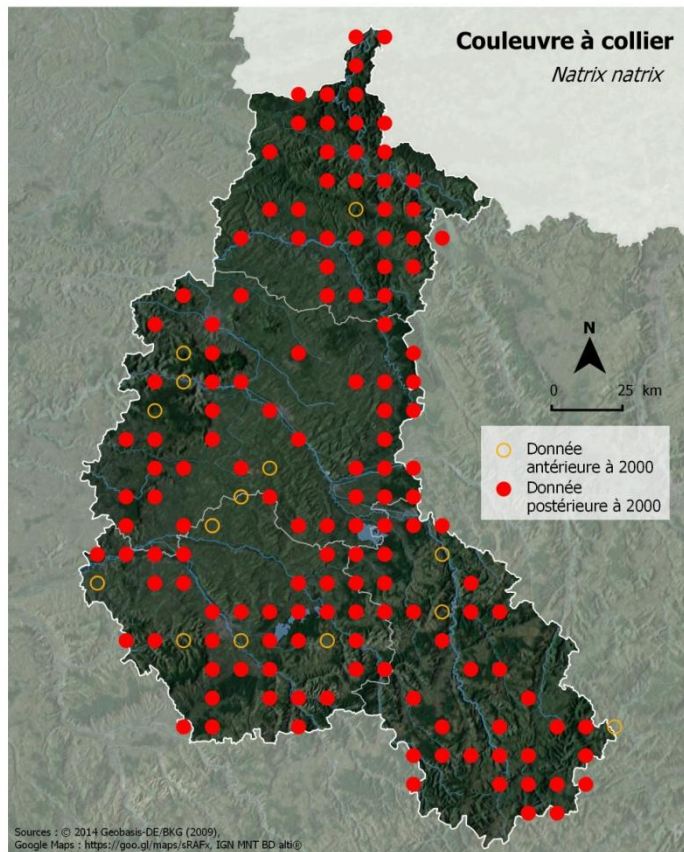 Couleuvre à collier
Natrix natrix
N
0 25 km
Donnée
antérieure à 2000
Donnée
postérieure à 2000
Sources : © 2014 Geobasis-DE/BKG (2009),
Google Maps : https://goo.gl/maps/sRAFx, IGN MNT BD alti®